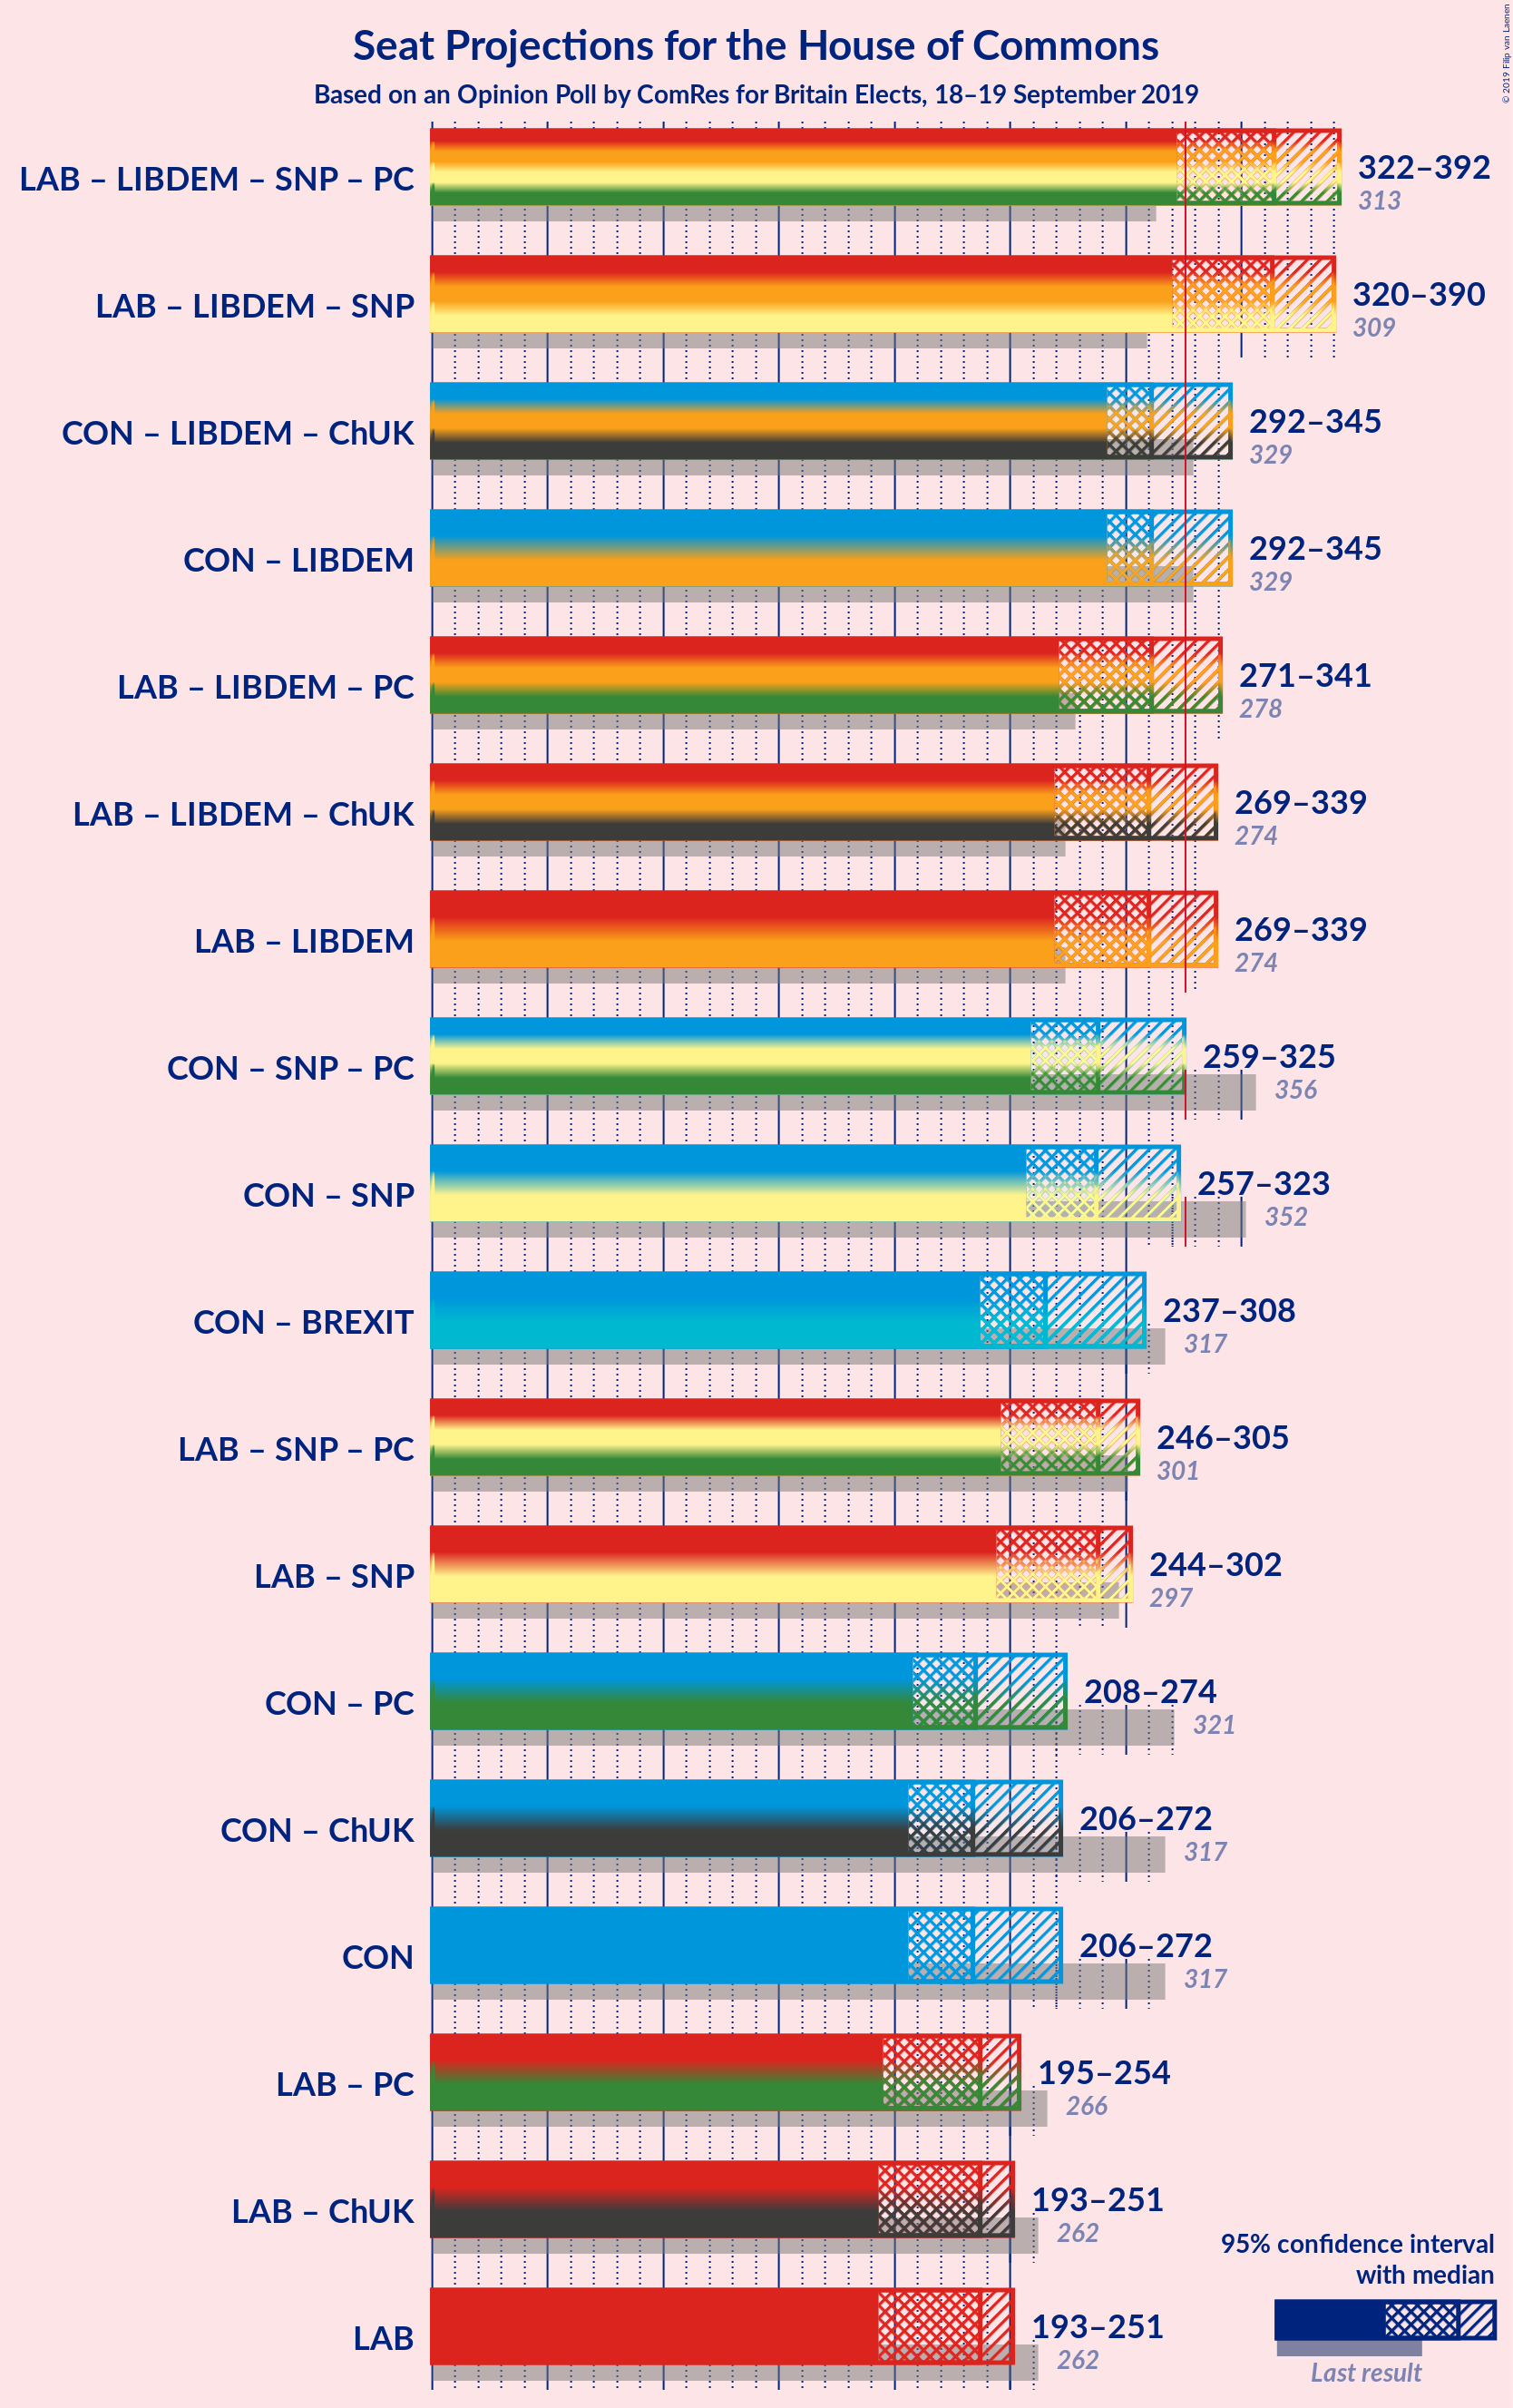 Seat Projections for the House of Commons
Based on an Opinion Poll by ComRes for Britain Elects, 18–19 September 2019
© 2019 Filip van Laenen
LAB – LIBDEM – SNP – PC
322–392
313
LAB – LIBDEM – SNP
320–390
309
CON – LIBDEM – ChUK
292–345
329
CON – LIBDEM
292–345
329
LAB – LIBDEM – PC
271–341
278
LAB – LIBDEM – ChUK
269–339
274
LAB – LIBDEM
269–339
274
CON – SNP – PC
259–325
356
CON – SNP
257–323
352
CON – BREXIT
237–308
317
LAB – SNP – PC
246–305
301
LAB – SNP
244–302
297
CON – PC
208–274
321
CON – ChUK
206–272
317
CON
206–272
317
LAB – PC
195–254
266
LAB – ChUK
193–251
262
LAB
193–251
262
95% confidence interval
with median
Last result